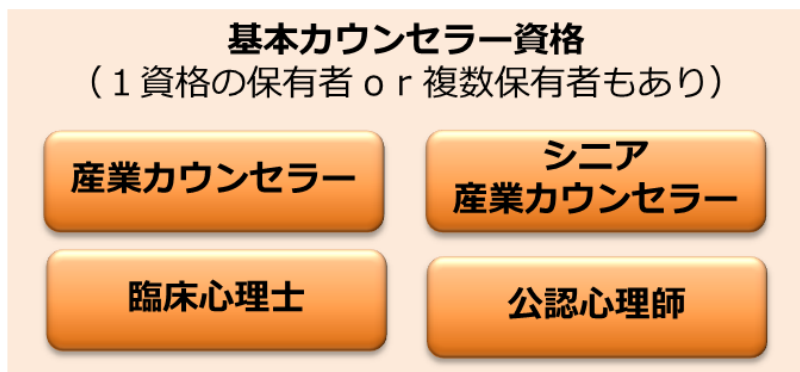 基本カウンセラー資格
（１資格の保有者ｏｒ複数保有者もあり）
産業カウンセラー
シニア
産業カウンセラー
臨床心理士
公認心理師